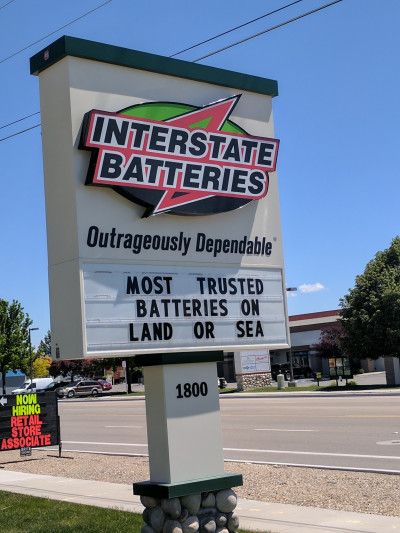 INTERSTATE
BATTERIES
Outrageously Dependable
MOST TRUSTED
BATTERIES ON
LAND OR SEA
1800
NOW
HIRING
RETAIL
STORE
ASSOCIATE